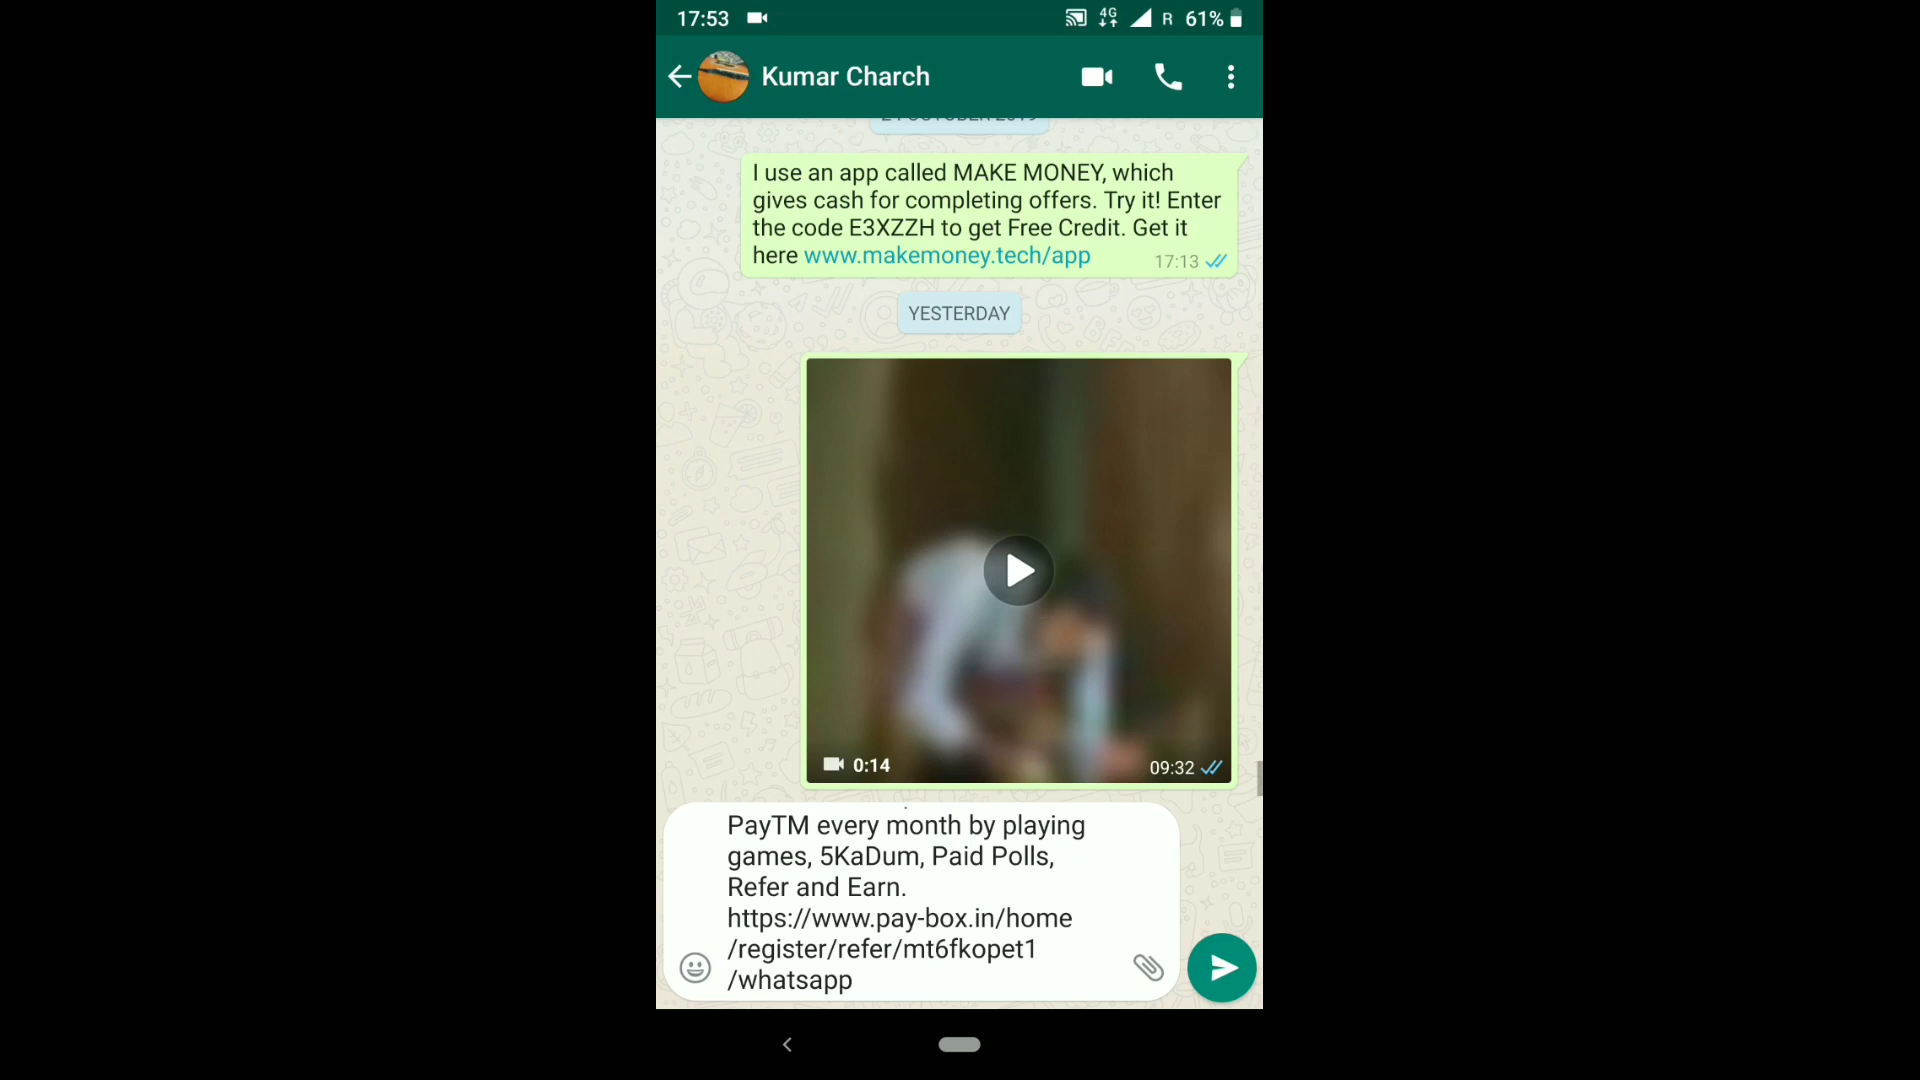 17:53
4G
R 61%
Kumar Charch
24 OCTOBER 2019
I use an app called MAKE MONEY, which
gives cash for completing offers. Try it! Enter
the code E3XZZH to get Free Credit. Get it
here www.makemoney.tech/app
17:13
YESTERDAY
0:14
09:32
PayTM every month by playing
games, 5KaDum, Paid Polls,
Refer and Earn.
https://www.pay-box.in/home
/register/refer/mt6fkopet1
/whatsapp